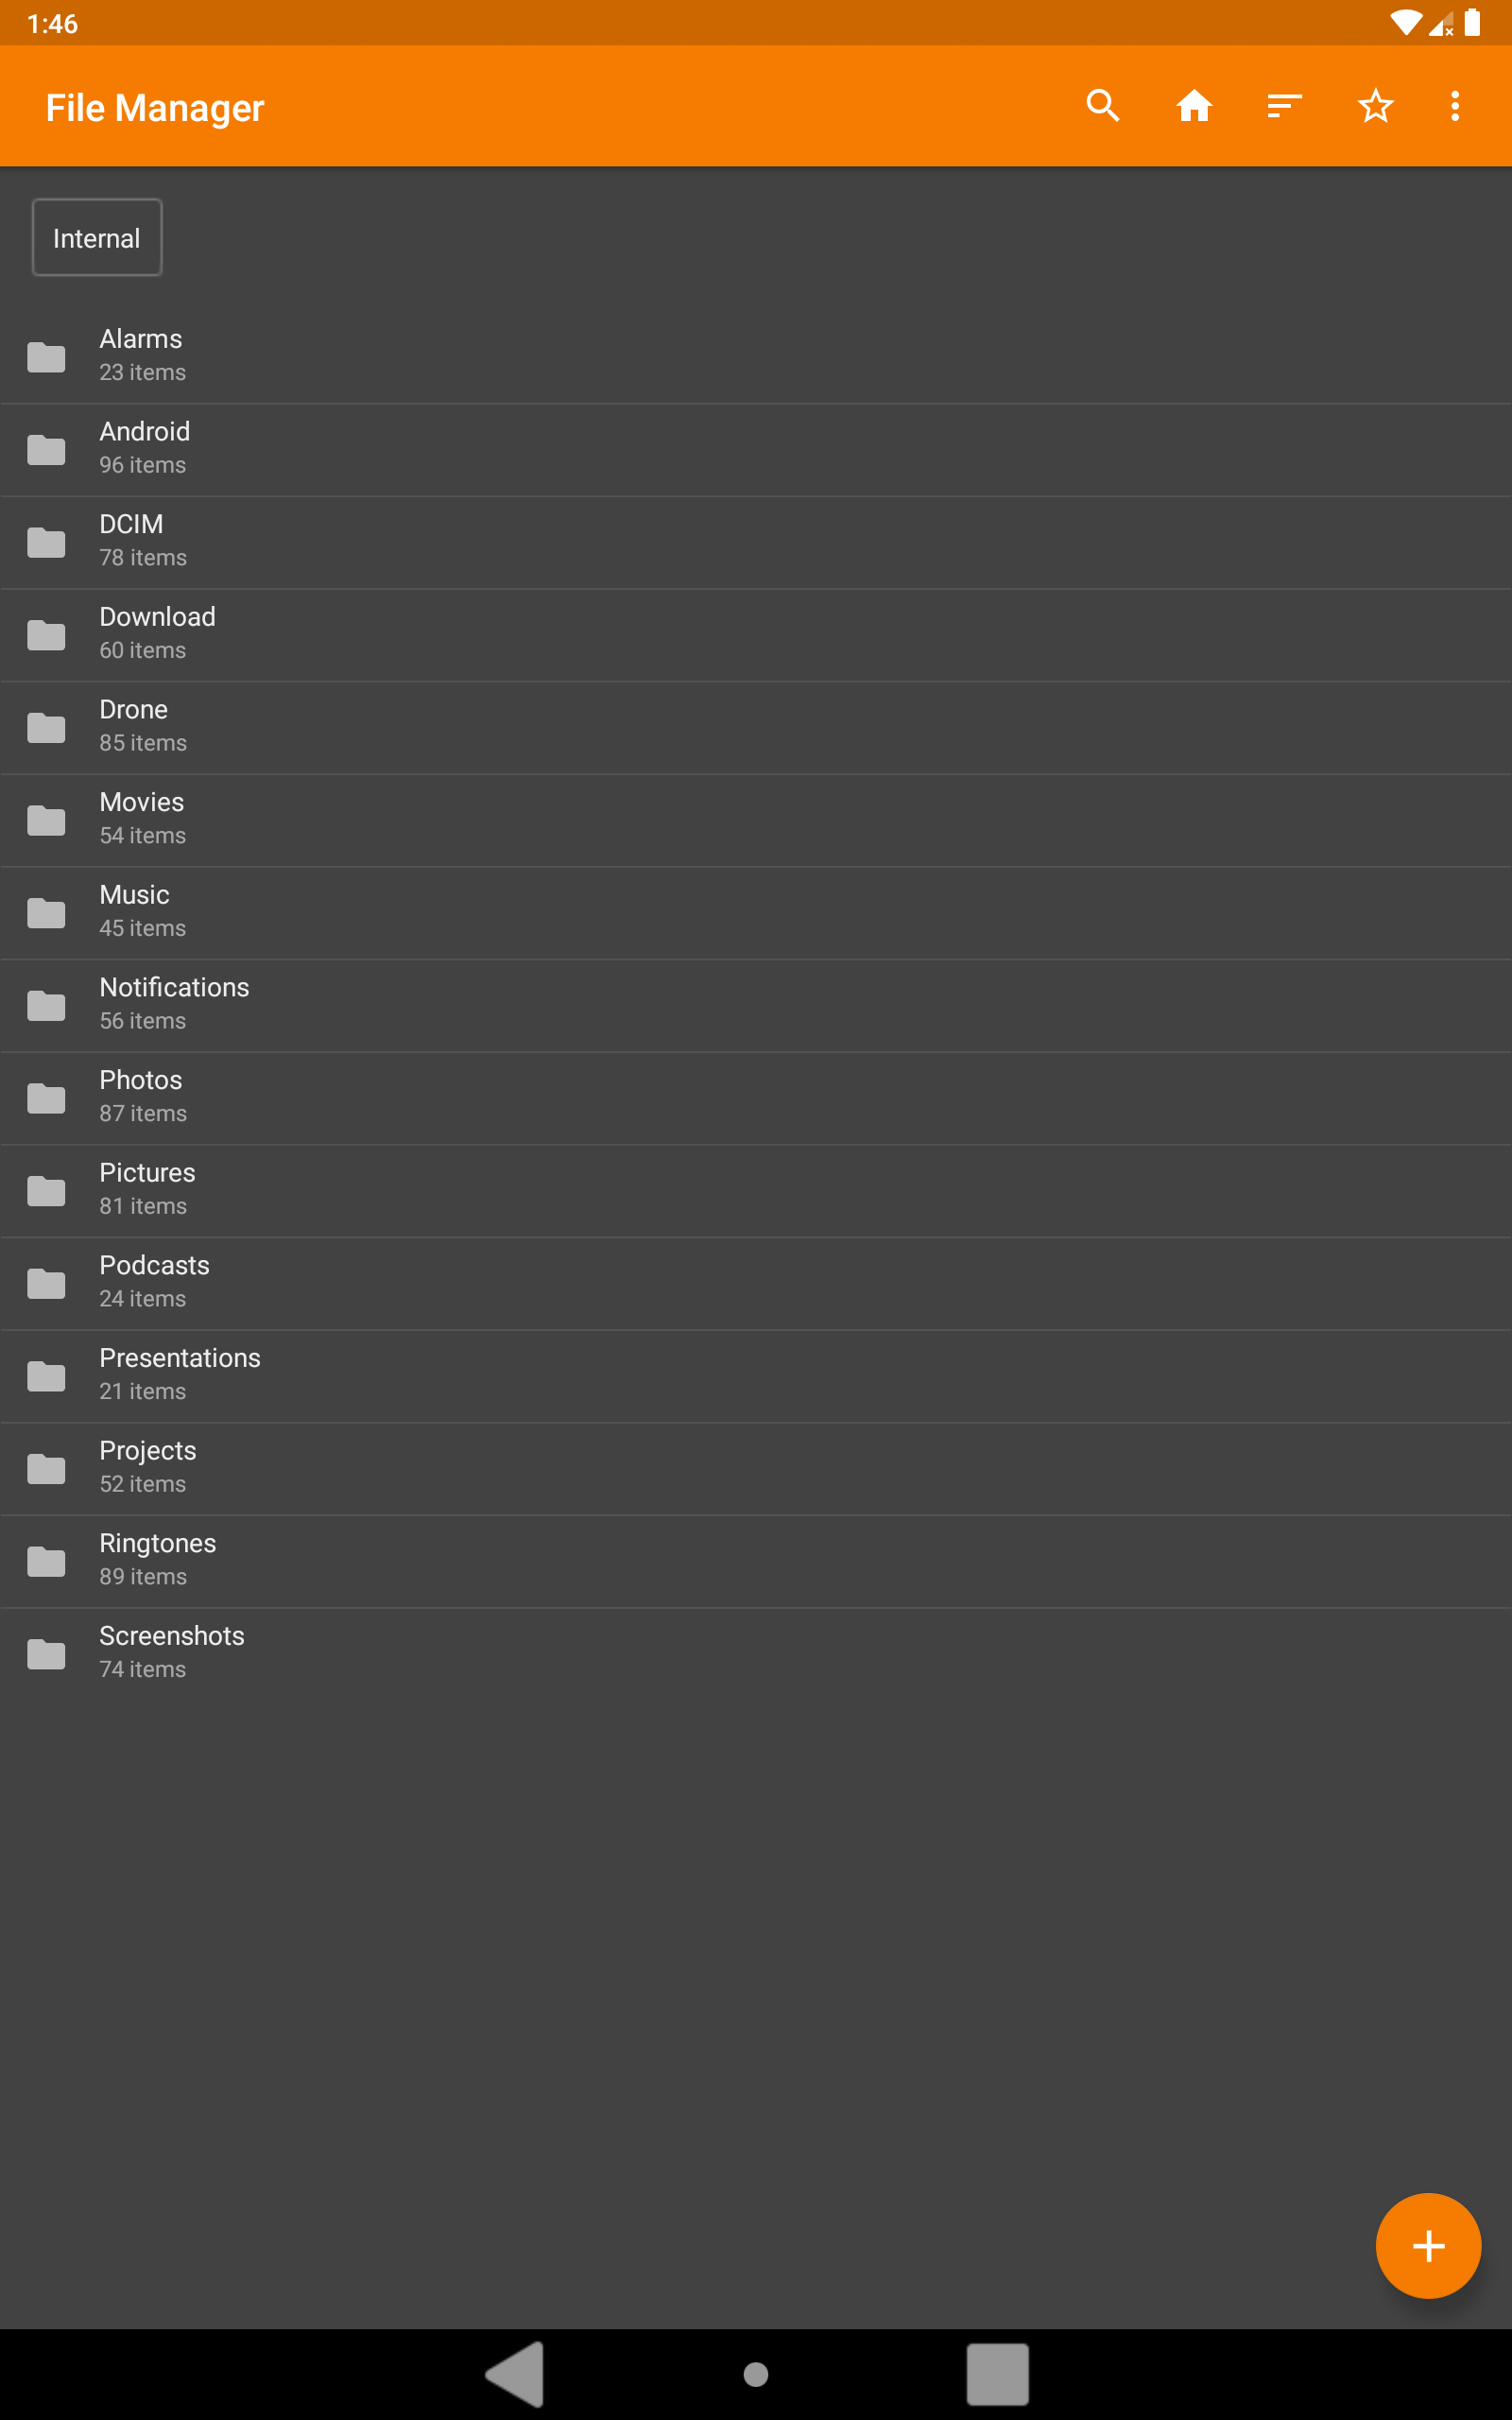 1:46
File Manager
Internal
Alarms
23 items
Android
96 items
DCIM
78 items
Download
60 items
Drone
85 items
Movies
54 items
Music
45 items
Notifications
56 items
Photos
87 items
Pictures
81 items
Podcasts
24 items
Presentations
21 items
Projects
52 items
Ringtones
89 items
Screenshots
74 items